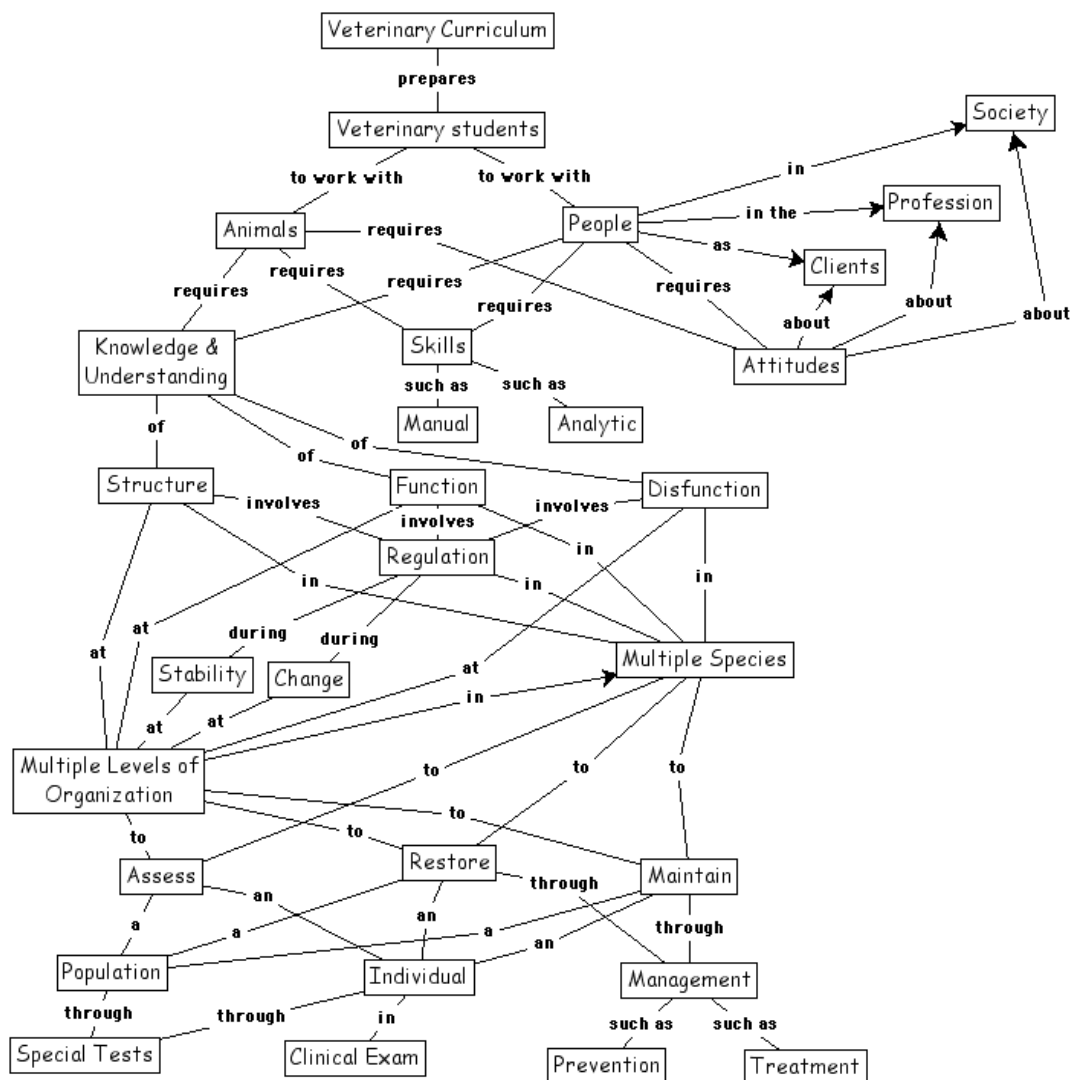 Veterinary Curriculum
prepares
Veterinary students
Society
to work with
to work with
in
Animals
requires
People
in the
Profession
as
Clients
requires
requires
requires
requires
requires
about
about
about
Knowledge &
Understanding
Skills
Attitudes
such as
such as
Manual
Analytic
of
of
of
Structure
Function
Disfunction
involves
involves
involves
Regulation
in
in
in
in
at
at
during
during
Stability
Change
Multiple Species
at
at
at
in
Multiple Levels of
Organization
to
to
to
to
to
to
Assess
Restore
Maintain
an
through
a
a
an
a
an
through
Population
Individual
Management
through
through
in
such as
such as
Special Tests
Clinical Exam
Prevention
Treatment